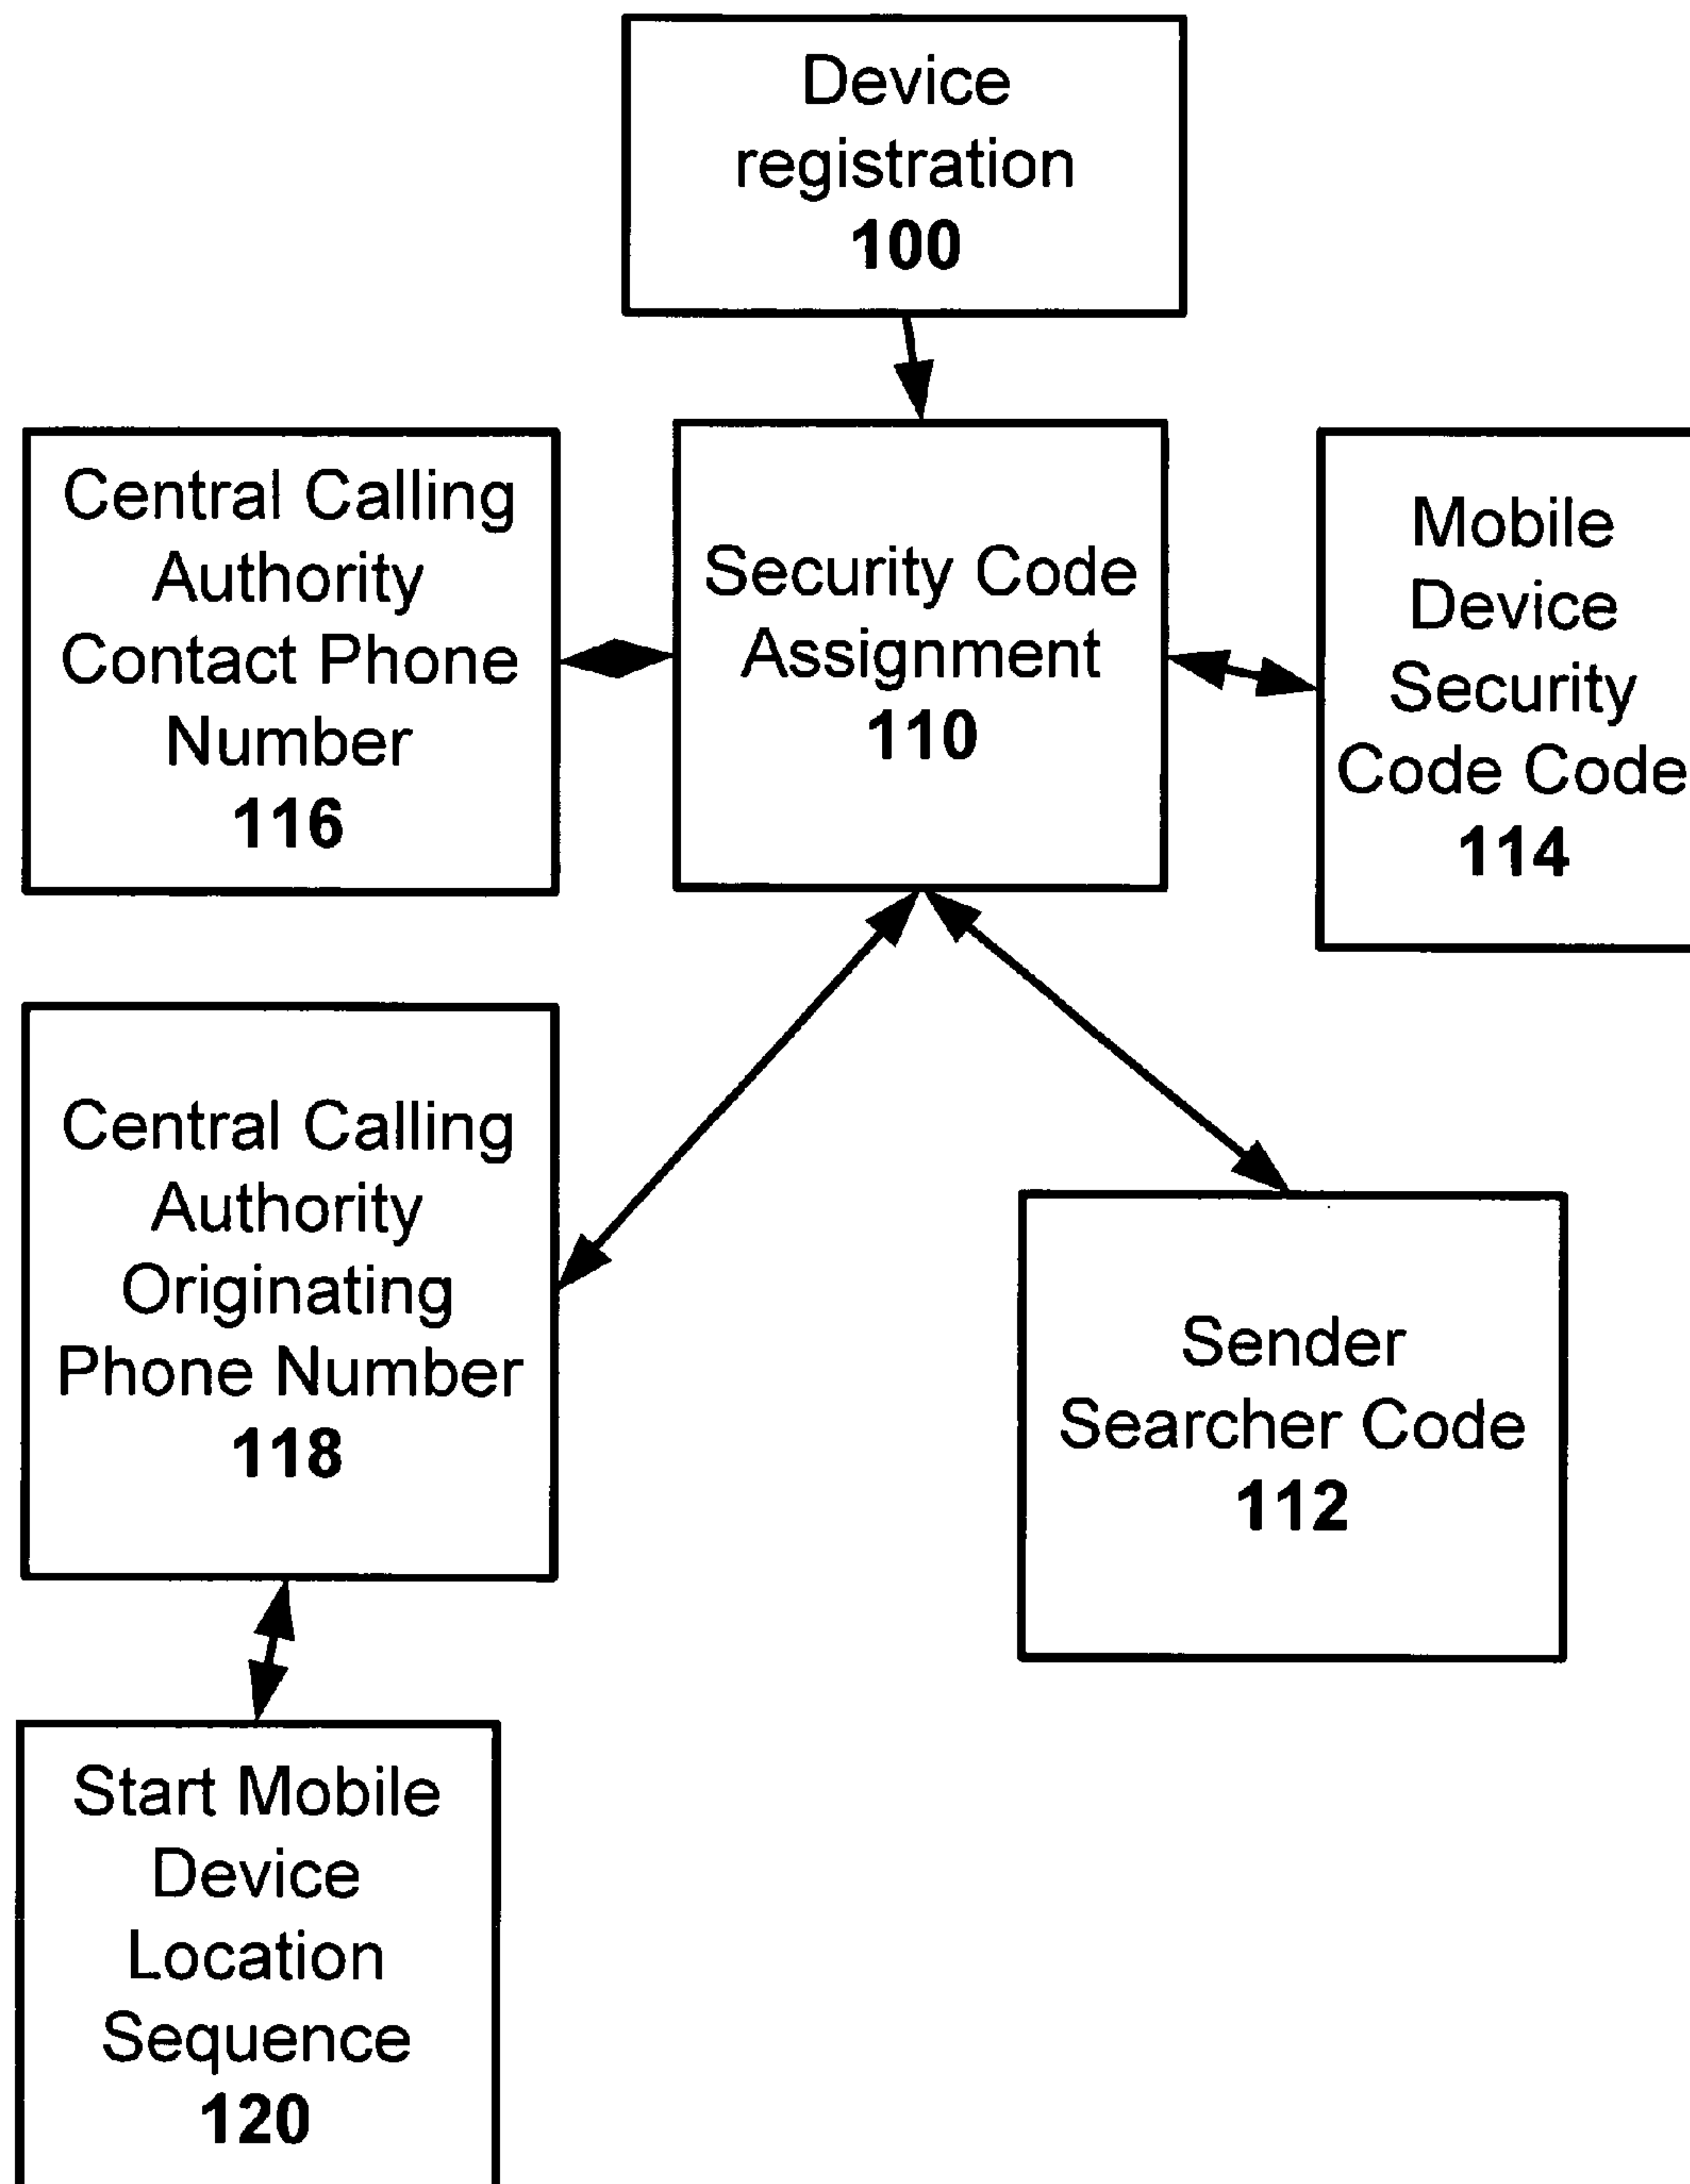 Device
registration
100
Central Calling
Authority
Contact Phone
Number
116
Security Code
Assignment
110
Mobile
Device
Security
Code Code
114
Central Calling
Authority
Originating
Phone Number
118
Sender
Searcher Code
112
Start Mobile
Device
Location
Sequence
120